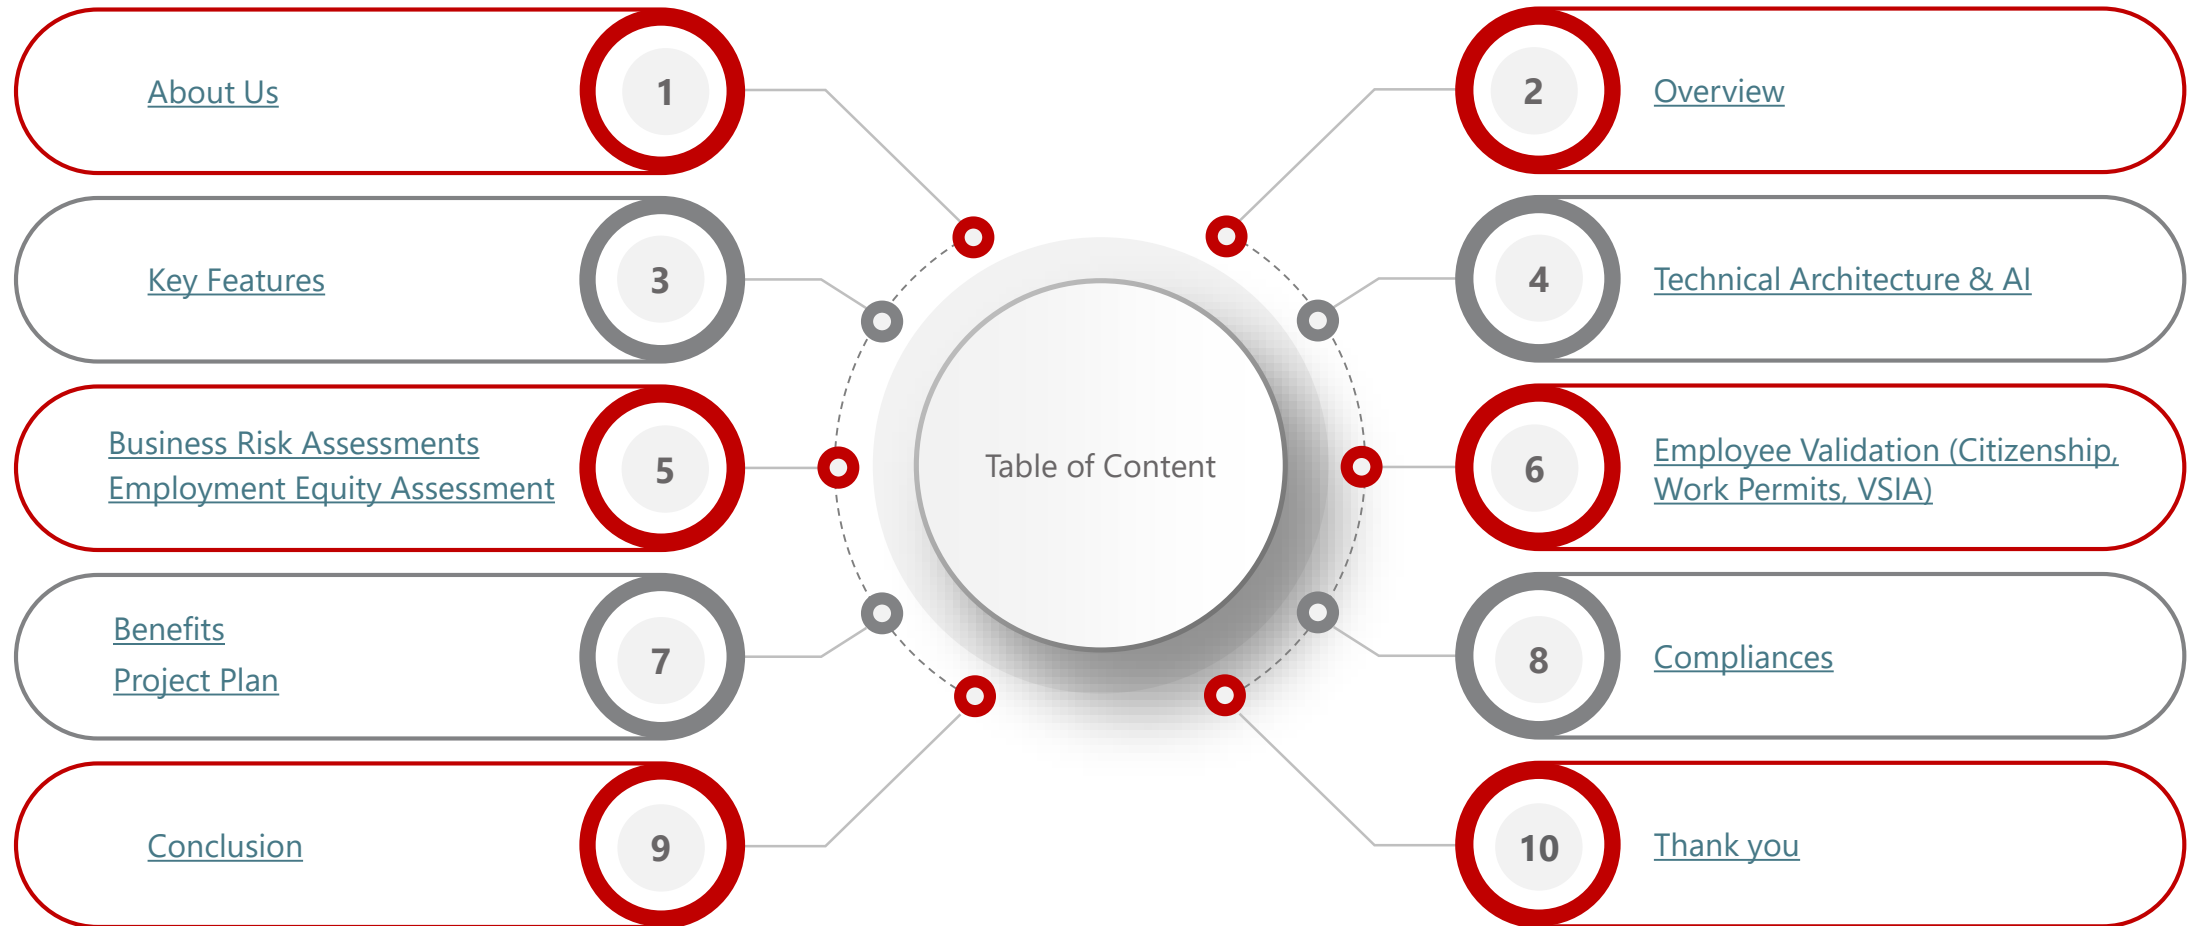 About Us
1
2
Overview
Key Features
3
4
Technical Architecture & AI
Business Risk Assessments
Employment Equity Assessment
5
Table of Content
6
Employee Validation (Citizenship,
Work Permits, VSIA)
Benefits
Project Plan
7
8
Compliances
Conclusion
9
10
Thank you